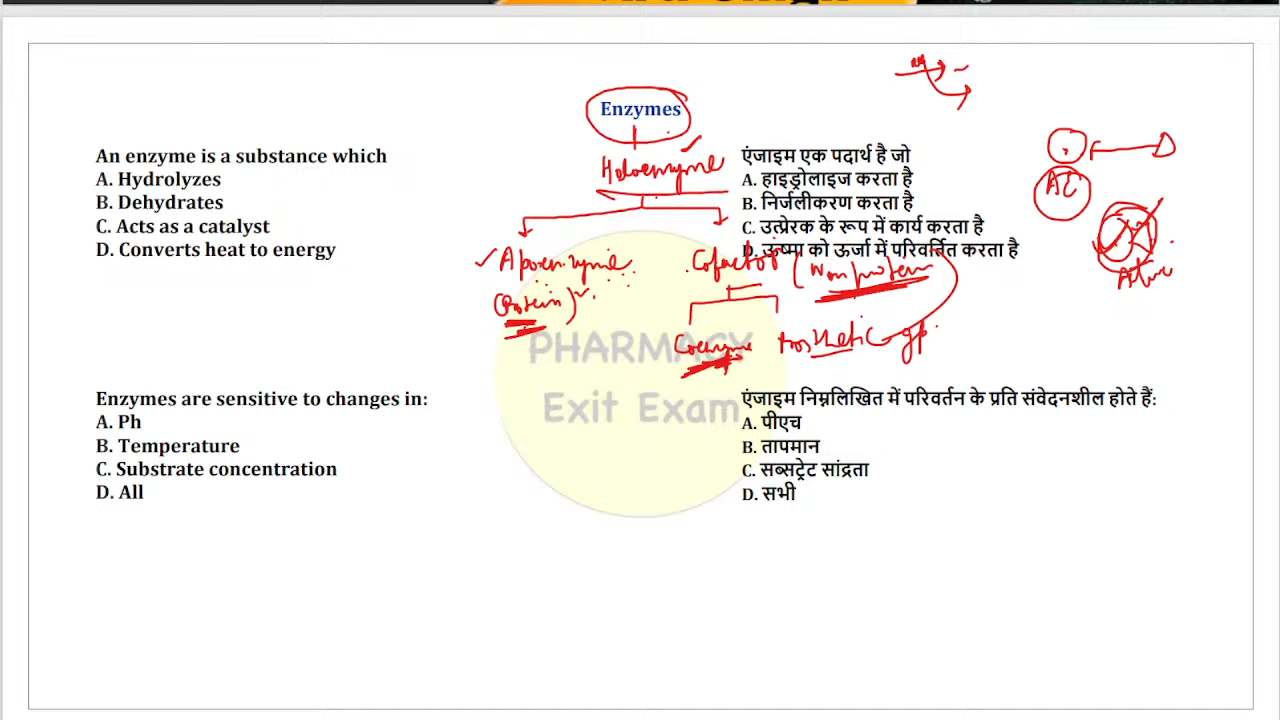 Enzymes
Holoenzyme
An enzyme is a substance which
A. Hydrolyzes
B. Dehydrates
C. Acts as a catalyst
D. Converts heat to energy
एंजाइम एक पदार्थ है जो
A. हाइड्रोलाइज करता है
B. निर्जलीकरण करता है
C. उत्प्रेरक के रूप में कार्य करता है
D. ऊष्मा को ऊर्जा में परिवर्तित करता है
Apoenzyme
(Protein)
Cofactor (Non protein)
Coenzyme
Prosthetic gp.
Active
PHARMACY
Exit Exam
Enzymes are sensitive to changes in:
A. Ph
B. Temperature
C. Substrate concentration
D. All
एंजाइम निम्नलिखित में परिवर्तन के प्रति संवेदनशील होते हैं:
A. पीएच
B. तापमान
C. सब्सट्रेट सांद्रता
D. सभी